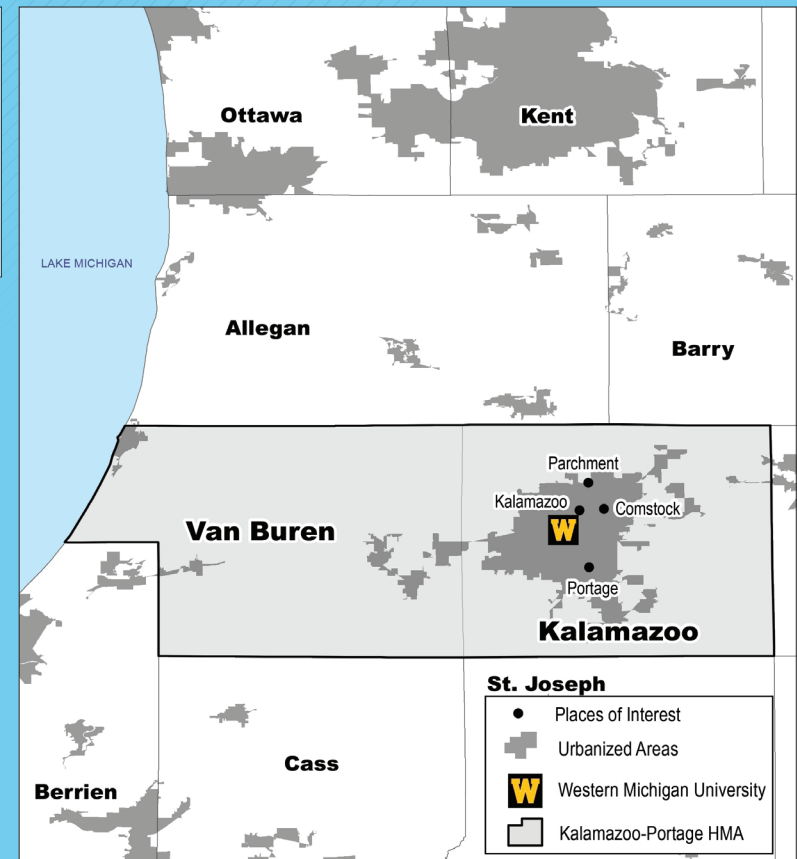 Ottawa
Kent
LAKE MICHIGAN
Allegan
Barry
Parchment
Kalamazoo
Comstock
Van Buren
W
Portage
Kalamazoo
St. Joseph
Places of Interest
Urbanized Areas
Cass
W Western Michigan University
Berrien
Kalamazoo-Portage HMA